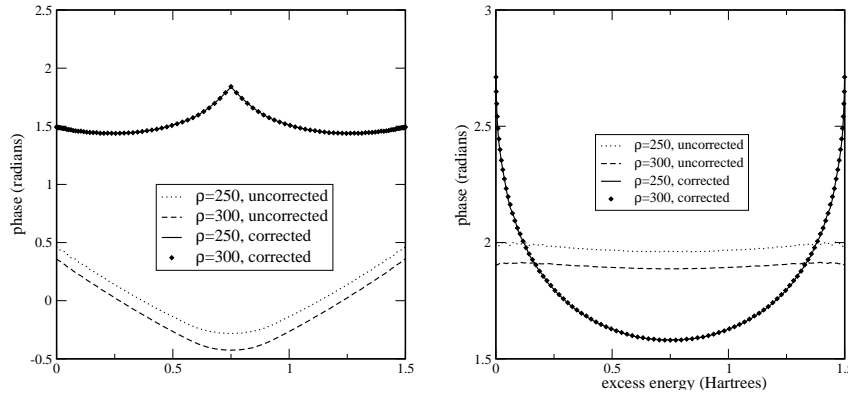 2.5
2
1.5
1
0.5
0
-0.5
phase (radians)
0 0.5 1 1.5
ρ=250, uncorrected
ρ=300, uncorrected
ρ=250, corrected
ρ=300, corrected
3
2.5
2
1.5
phase (radians)
0 0.5 1 1.5
excess energy (Hartrees)
ρ=250, uncorrected
ρ=300, uncorrected
ρ=250, corrected
ρ=300, corrected